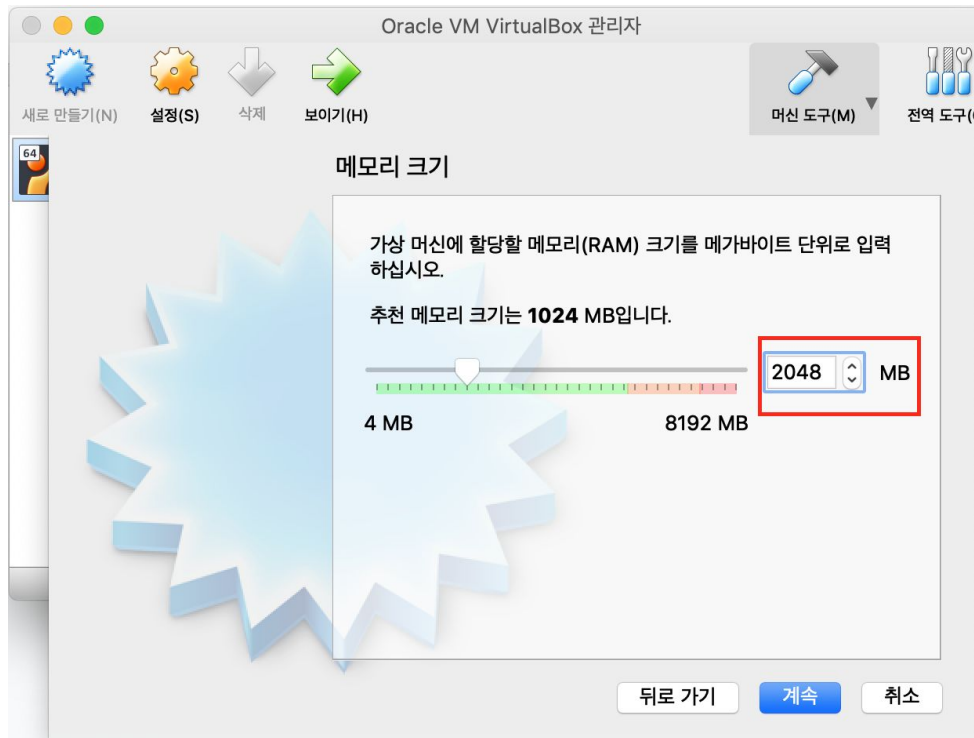 Oracle VM VirtualBox 관리자
새로 만들기(N)
설정(S)
삭제
보이기(H)
머신 도구(M)
전역 도구(
64
메모리 크기
가상 머신에 할당할 메모리(RAM) 크기를 메가바이트 단위로 입력
하십시오.
추천 메모리 크기는 1024 MB입니다.
2048 MB
4 MB
8192 MB
뒤로 가기
계속
취소